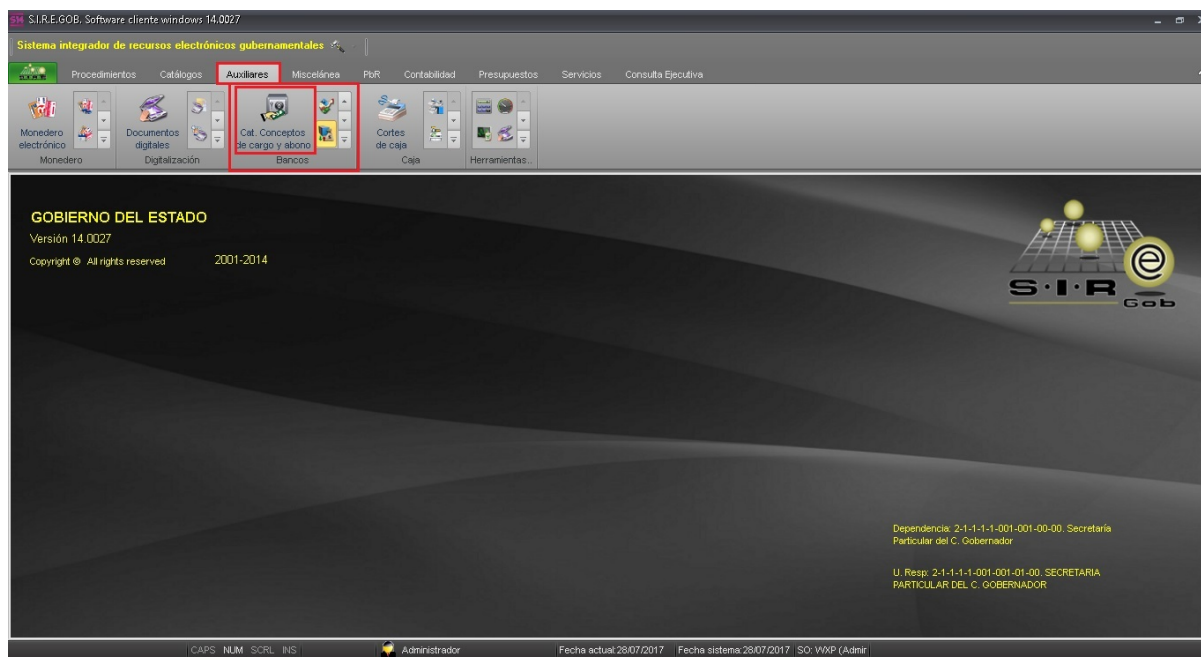 S.I.R.E.GOB. Software cliente windows 14.0027
Sistema integrador de recursos electrónicos gubernamentales
Procedimientos Catálogos Auxiliares Miscelánea PbR Contabilidad Presupuestos Servicios Consulta Ejecutiva
Monedero electrónico
Documentos digitales
Cat. Conceptos de cargo y abono
Cortes de caja
Monedero Digitalización Bancos Caja Herramientas...
GOBIERNO DEL ESTADO
Versión 14.0027
Copyright © All rights reserved 2001-2014
e
S·I·R
Gob
Dependencia: 2-1-1-1-1-001-001-00-00. Secretaría
Particular del C. Gobernador
U. Resp: 2-1-1-1-1-001-001-01-00. SECRETARIA
PARTICULAR DEL C. GOBERNADOR
CAPS NUM SCRL INS Administrador Fecha actual:28/07/2017 Fecha sistema:28/07/2017 SO: WXP (Admir